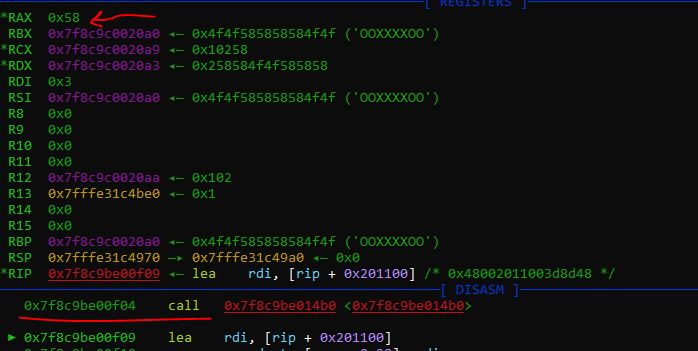 [ REGISTERS ]
*RAX 0x58
RBX 0x7f8c9c0020a0 ◂— 0x4f4f585858584f4f ('OOXXXXOO')
*RCX 0x7f8c9c0020a9 ◂— 0x10258
*RDX 0x7f8c9c0020a3 ◂— 0x258584f4f585858
RDI 0x3
RSI 0x7f8c9c0020a0 ◂— 0x4f4f585858584f4f ('OOXXXXOO')
R8 0x0
R9 0x0
R10 0x0
R11 0x0
R12 0x7f8c9c0020aa ◂— 0x102
R13 0x7fffe31c4be0 ◂— 0x1
R14 0x0
R15 0x0
RBP 0x7f8c9c0020a0 ◂— 0x4f4f585858584f4f ('OOXXXXOO')
RSP 0x7fffe31c4970 —▸ 0x7fffe31c49a0 ◂— 0x0
*RIP 0x7f8c9be00f09 ◂— lea rdi, [rip + 0x201100] /* 0x48002011003d8d48 */
[ DISASM ]
0x7f8c9be00f04 call 0x7f8c9be014b0 <0x7f8c9be014b0>
► 0x7f8c9be00f09 lea rdi, [rip + 0x201100]